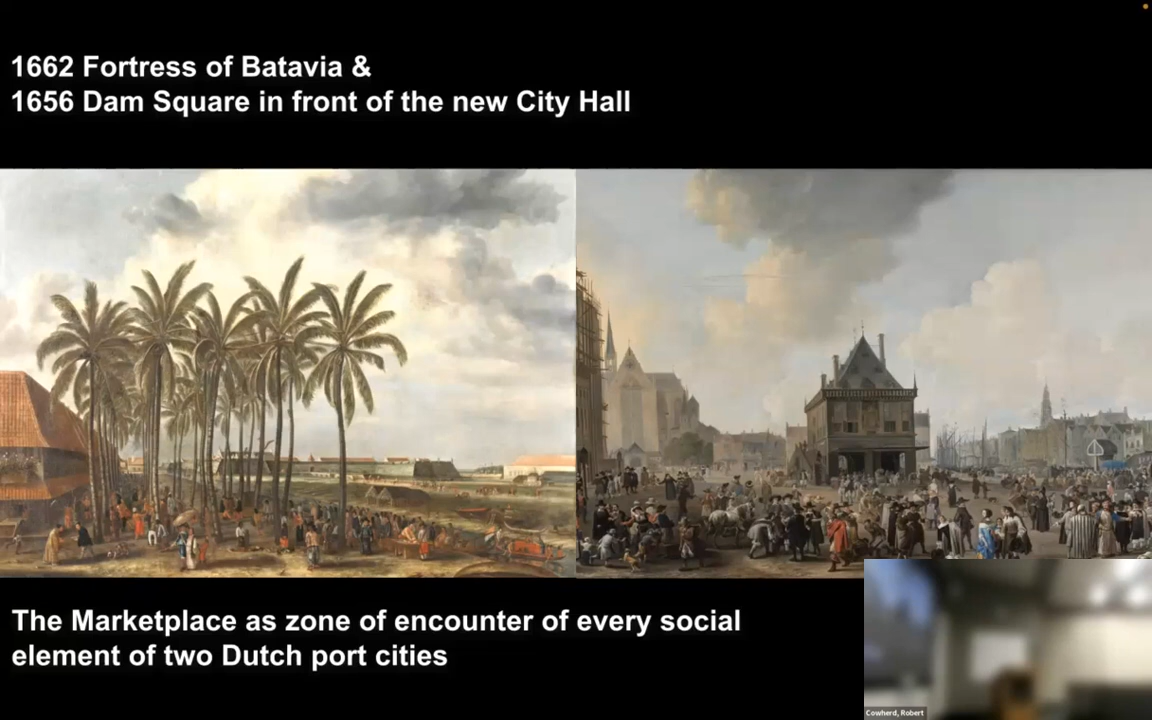 1662 Fortress of Batavia &
1656 Dam Square in front of the new City Hall
The Marketplace as zone of encounter of every social
element of two Dutch port cities
Cowherd, Robert